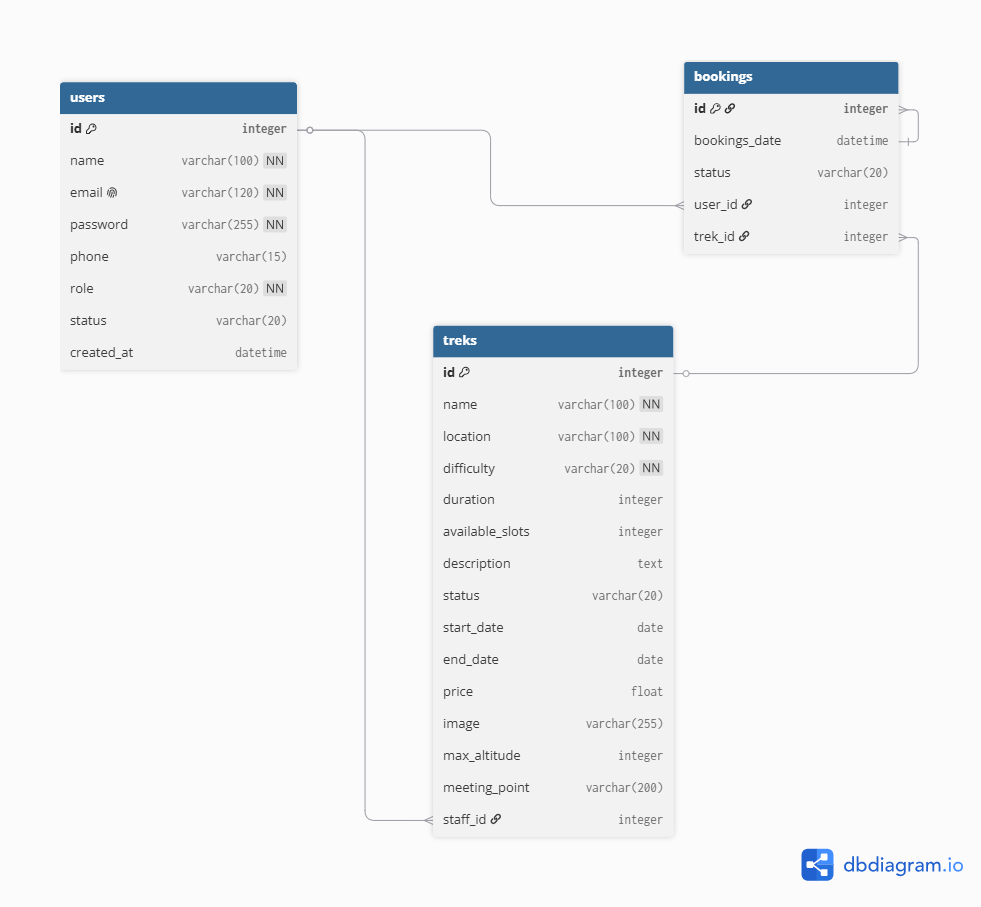 users
id integer
name varchar(100) NN
email varchar(120) NN
password varchar(255) NN
phone varchar(15)
role varchar(20) NN
status varchar(20)
created_at datetime
bookings
id integer
bookings_date datetime
status varchar(20)
user_id integer
trek_id integer
treks
id integer
name varchar(100) NN
location varchar(100) NN
difficulty varchar(20) NN
duration integer
available_slots integer
description text
status varchar(20)
start_date date
end_date date
price float
image varchar(255)
max_altitude integer
meeting_point varchar(200)
staff_id integer
dbdiagram.io